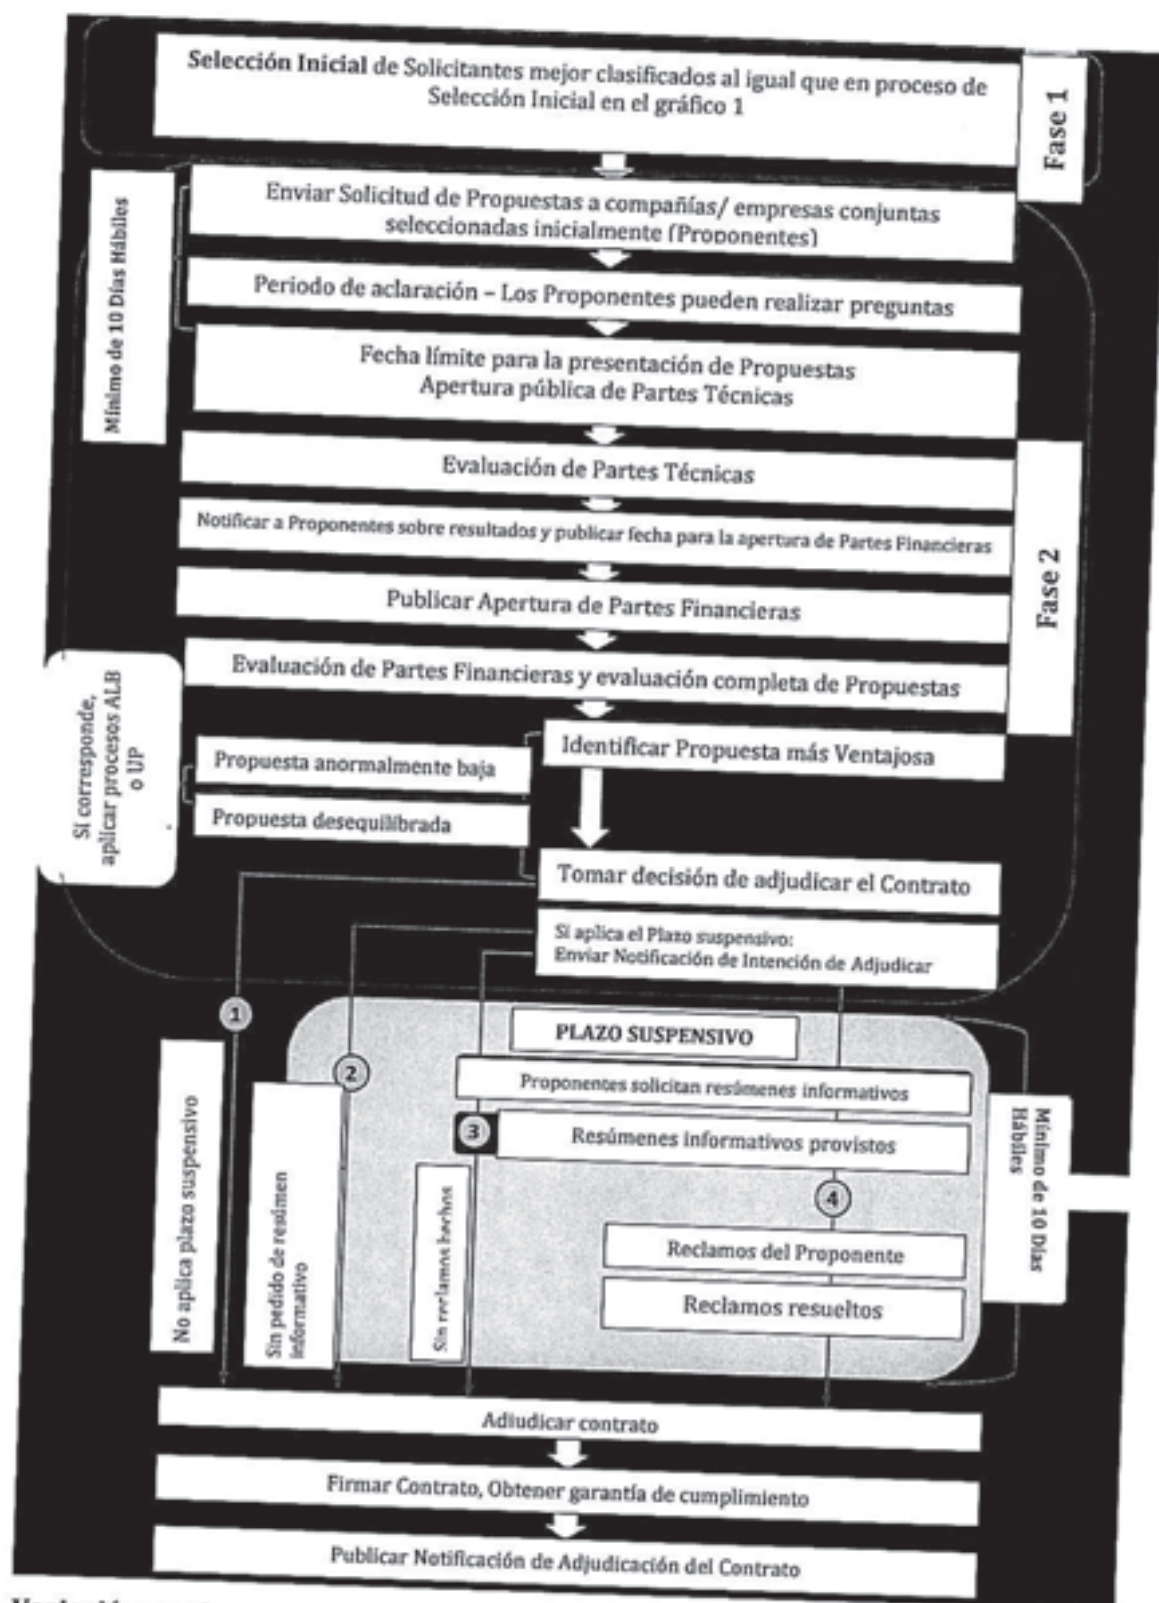 Selección Inicial de Solicitantes mejor clasificados al igual que en proceso de
Selección Inicial en el gráfico 1
Fase 1
Enviar Solicitud de Propuestas a compañías/ empresas conjuntas
seleccionadas inicialmente (Proponentes)
Mínimo de 10 Días Hábiles
Periodo de aclaración – Los Proponentes pueden realizar preguntas
Fecha límite para la presentación de Propuestas
Apertura pública de Partes Técnicas
Evaluación de Partes Técnicas
Notificar a Proponentes sobre resultados y publicar fecha para la apertura de Partes Financieras
Fase 2
Publicar Apertura de Partes Financieras
Evaluación de Partes Financieras y evaluación completa de Propuestas
Si corresponde,
aplicar procesos ALB
o UP
Identificar Propuesta más Ventajosa
Propuesta anormalmente baja
Propuesta desequilibrada
Tomar decisión de adjudicar el Contrato
Si aplica el Plazo suspensivo:
Enviar Notificación de Intención de Adjudicar
1
PLAZO SUSPENSIVO
2
Proponentes solicitan resúmenes informativos
3
Resúmenes informativos provistos
4
No aplica plazo suspensivo
Sin pedido de resúmen
informativo
Sin reclamos hechos
Mínimo de 10 Días
Hábiles
Reclamos del Proponente
Reclamos resueltos
Adjudicar contrato
Firmar Contrato, Obtener garantía de cumplimiento
Publicar Notificación de Adjudicación del Contrato